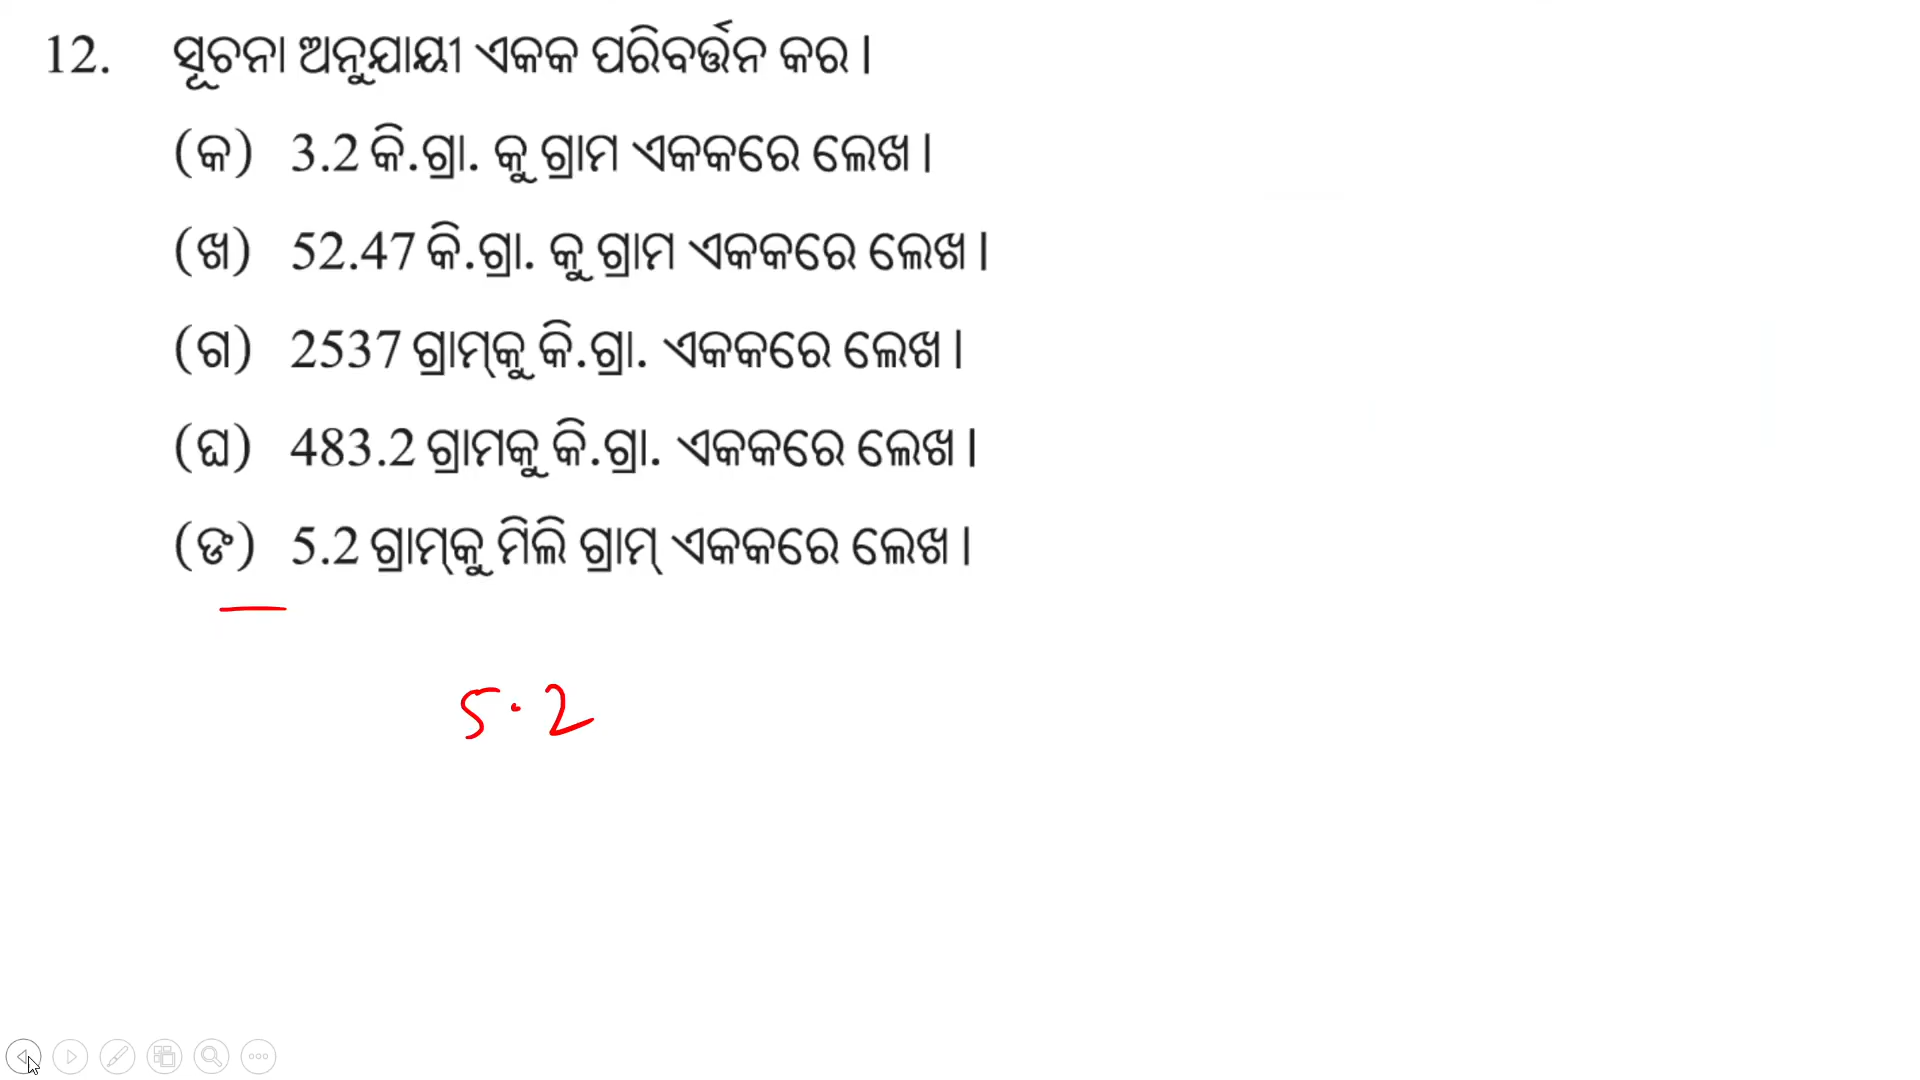 12. ସୂଚନା ଅନୁଯାୟୀ ଏକକ ପରିବର୍ତ୍ତନ କର।
(କ) 3.2 କି.ଗ୍ରା. କୁ ଗ୍ରାମ ଏକକରେ ଲେଖ।
(ଖ) 52.47 କି.ଗ୍ରା. କୁ ଗ୍ରାମ ଏକକରେ ଲେଖ।
(ଗ) 2537 ଗ୍ରାମ୍‌କୁ କି.ଗ୍ରା. ଏକକରେ ଲେଖ।
(ଘ) 483.2 ଗ୍ରାମକୁ କି.ଗ୍ରା. ଏକକରେ ଲେଖ।
(ଙ) 5.2 ଗ୍ରାମ୍‌କୁ ମିଲି ଗ୍ରାମ୍ ଏକକରେ ଲେଖ।
5.2